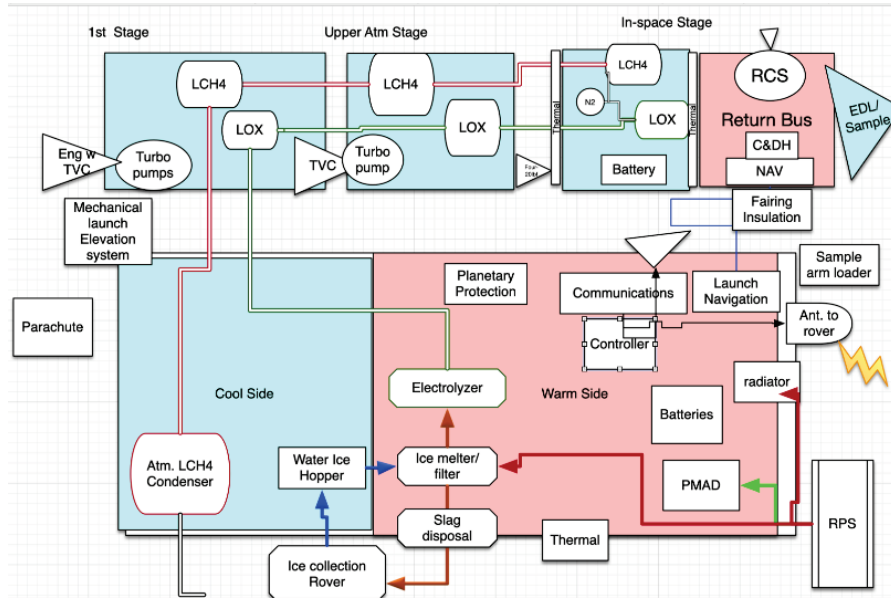 1st Stage
Upper Atm Stage
In-space Stage
LCH4
LCH4
LCH4
RCS
N2
LOX
LOX
LOX
Thermal
Thermal
Return Bus
EDL/
Sample
C&DH
NAV
Eng w
TVC
Turbo
pumps
TVC
Turbo
pump
Battery
Fairing
Insulation
Mechanical
launch
Elevation
system
Planetary
Protection
Communications
Launch
Navigation
Sample
arm loader
Parachute
Controller
Ant. to
rover
Cool Side
Electrolyzer
Warm Side
radiator
Batteries
Atm. LCH4
Condenser
Water Ice
Hopper
Ice melter/
filter
PMAD
RPS
Slag
disposal
Thermal
Ice collection
Rover